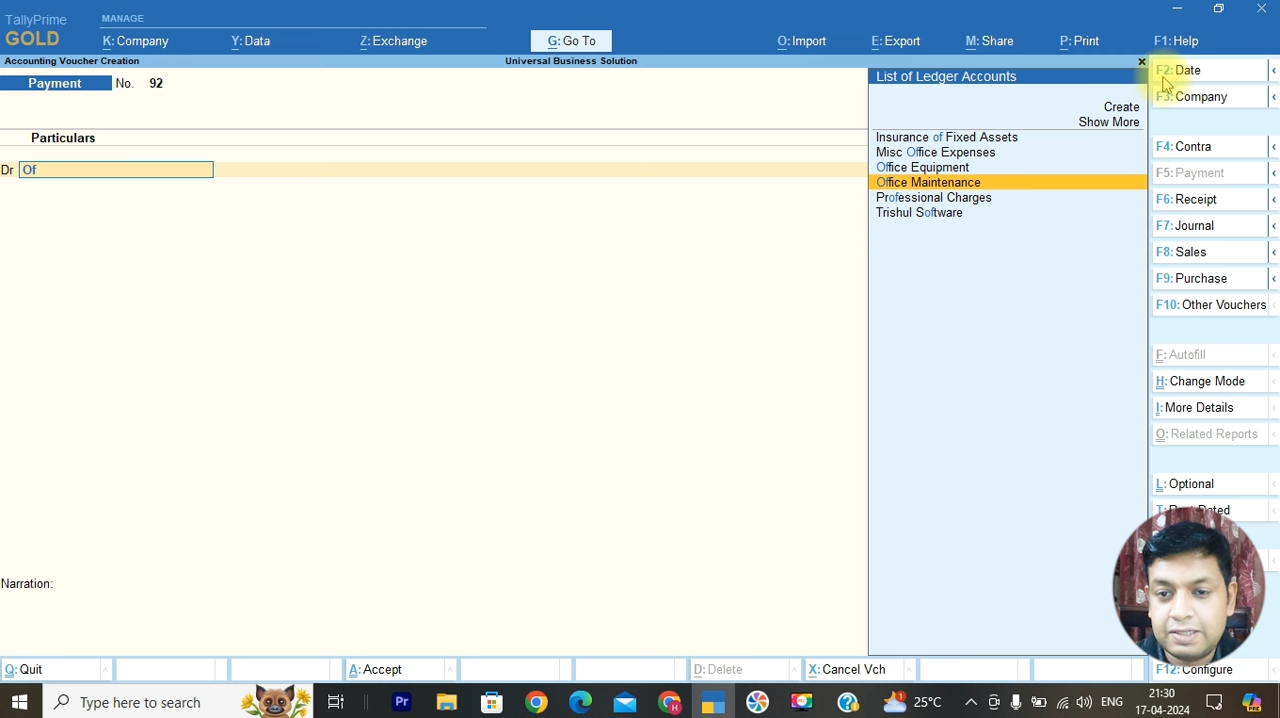 TallyPrime
GOLD
MANAGE
K: Company
Y: Data
Z: Exchange
G: Go To
O: Import
E: Export
M: Share
P: Print
F1: Help
Accounting Voucher Creation
Universal Business Solution
Payment No. 92
Particulars
Dr Of
Narration:
List of Ledger Accounts
Create
Show More
Insurance of Fixed Assets
Misc Office Expenses
Office Equipment
Office Maintenance
Professional Charges
Trishul Software
F2: Date
F3: Company
F4: Contra
F5: Payment
F6: Receipt
F7: Journal
F8: Sales
F9: Purchase
F10: Other Vouchers
F: Autofill
H: Change Mode
I: More Details
O: Related Reports
L: Optional
Q: Quit
A: Accept
D: Delete
X: Cancel Vch
F12: Configure
Type here to search
Pr
25°C
ENG
21:30
17-04-2024